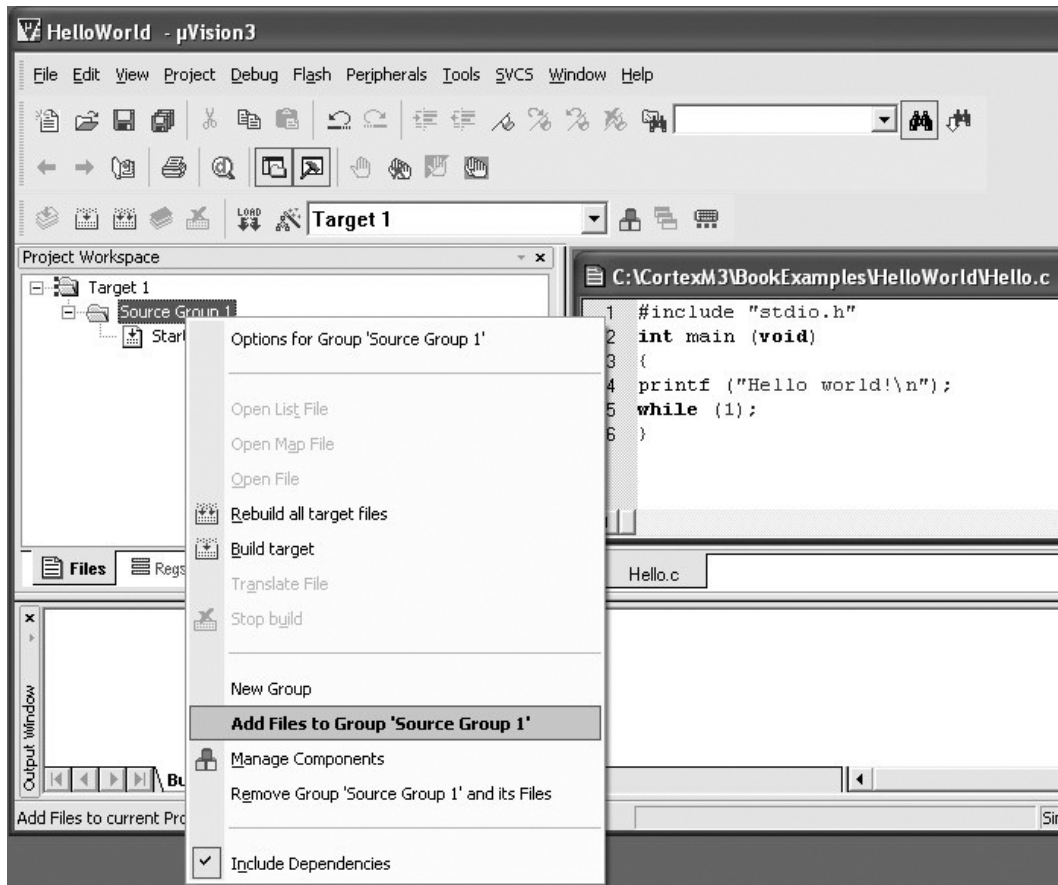 HelloWorld - µVision3
File Edit View Project Debug Flash Peripherals Tools SVCS Window Help
LOAD
Target 1
Project Workspace
Target 1
Source Group 1
Options for Group 'Source Group 1'
Open List File
Open Map File
Open File
Rebuild all target files
Build target
Translate File
Stop build
New Group
Add Files to Group 'Source Group 1'
Manage Components
Remove Group 'Source Group 1' and its Files
Include Dependencies
C:\CortexM3\BookExamples\HelloWorld\Hello.c
1 #include "stdio.h"
2 int main (void)
3 {
4 printf ("Hello world!\n");
5 while (1);
6 }
Files
Regs
Hello.c
Output Window
Add Files to current